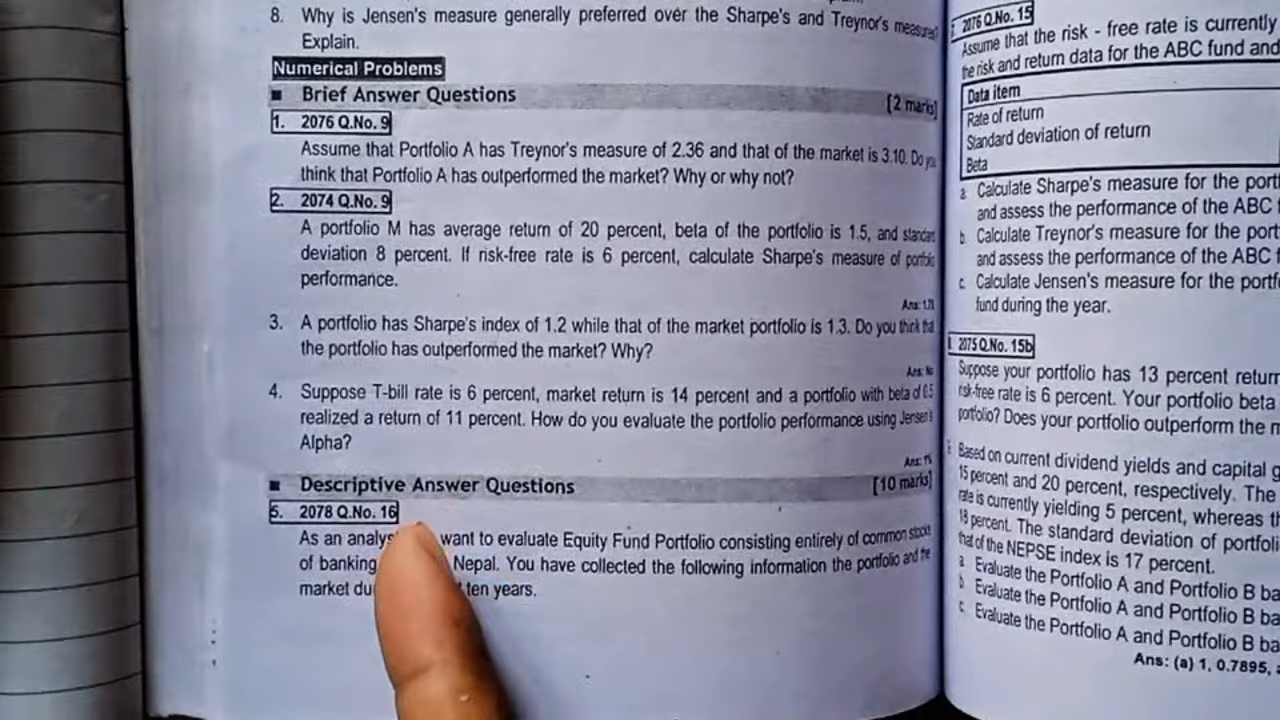 8. Why is Jensen's measure generally preferred over the Sharpe's and Treynor's measures?
Explain.
Numerical Problems
■ Brief Answer Questions [2 marks]
1. 2076 Q.No. 9
Assume that Portfolio A has Treynor's measure of 2.36 and that of the market is 3.10. Do you
think that Portfolio A has outperformed the market? Why or why not?
2. 2074 Q.No. 9
A portfolio M has average return of 20 percent, beta of the portfolio is 1.5, and standard
deviation 8 percent. If risk-free rate is 6 percent, calculate Sharpe's measure of portfolio
performance.
Ans: 1.75
3. A portfolio has Sharpe's index of 1.2 while that of the market portfolio is 1.3. Do you think that
the portfolio has outperformed the market? Why?
Ans: No
4. Suppose T-bill rate is 6 percent, market return is 14 percent and a portfolio with beta of 0.5
realized a return of 11 percent. How do you evaluate the portfolio performance using Jensen's
Alpha?
Ans: 1%
■ Descriptive Answer Questions [10 marks]
5. 2078 Q.No. 16
As an analys want to evaluate Equity Fund Portfolio consisting entirely of common stocks
of banking Nepal. You have collected the following information the portfolio and the
market du ten years.
2076 Q.No. 15
Assume that the risk - free rate is currently
the risk and return data for the ABC fund and
Data item
Rate of return
Standard deviation of return
Beta
a. Calculate Sharpe's measure for the port
and assess the performance of the ABC f
b. Calculate Treynor's measure for the port
and assess the performance of the ABC f
c. Calculate Jensen's measure for the portf
fund during the year.
2075 Q.No. 15b
Suppose your portfolio has 13 percent return
risk-free rate is 6 percent. Your portfolio beta
portfolio? Does your portfolio outperform the m
Based on current dividend yields and capital g
15 percent and 20 percent, respectively. The
rate is currently yielding 5 percent, whereas th
18 percent. The standard deviation of portfoli
that of the NEPSE index is 17 percent.
a Evaluate the Portfolio A and Portfolio B ba
b Evaluate the Portfolio A and Portfolio B ba
c Evaluate the Portfolio A and Portfolio B ba
Ans: (a) 1, 0.7895,